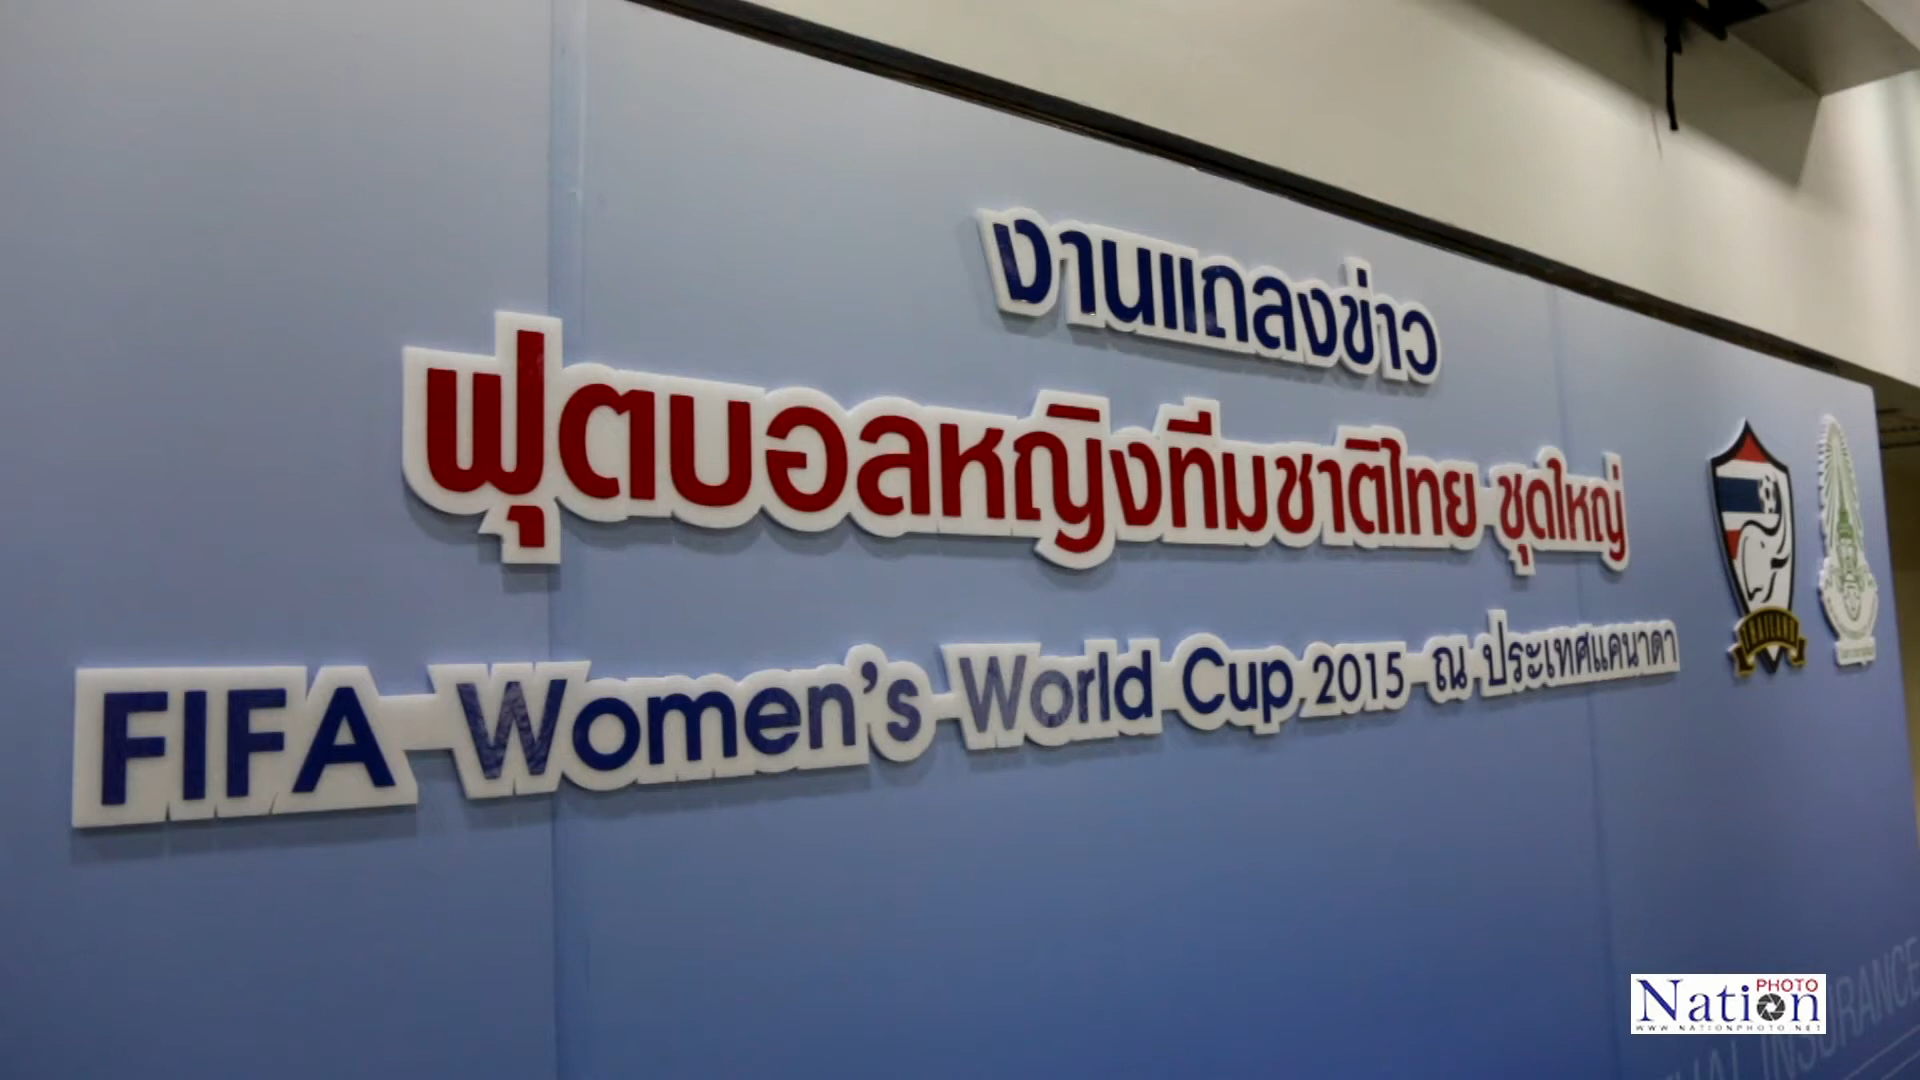 งานแถลงข่าว
ฟุตบอลหญิงทีมชาติไทย ชุดใหญ่
FIFA Women's World Cup 2015 ณ ประเทศแคนาดา
THAILAND
PHOTO
Nation
WWW.NATIONPHOTO.NET
INSURANCE